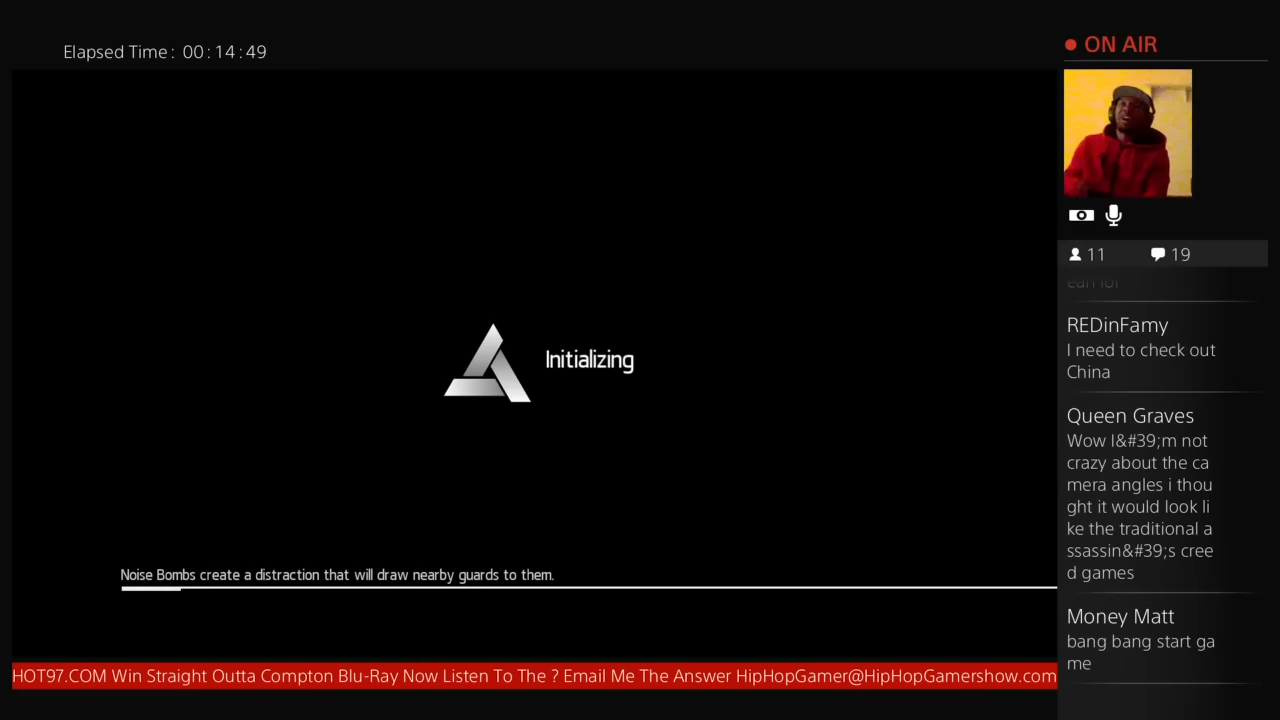 Elapsed Time: 00:14:49
ON AIR
11
19
REDinFamy
I need to check out
China
Queen Graves
Wow I&#39;m not
crazy about the ca
mera angles i thou
ght it would look li
ke the traditional a
ssassin&#39;s cree
d games
Money Matt
bang bang start ga
me
Initializing
Noise Bombs create a distraction that will draw nearby guards to them.
HOT97.COM Win Straight Outta Compton Blu-Ray Now Listen To The ? Email Me The Answer HipHopGamer@HipHopGamershow.com